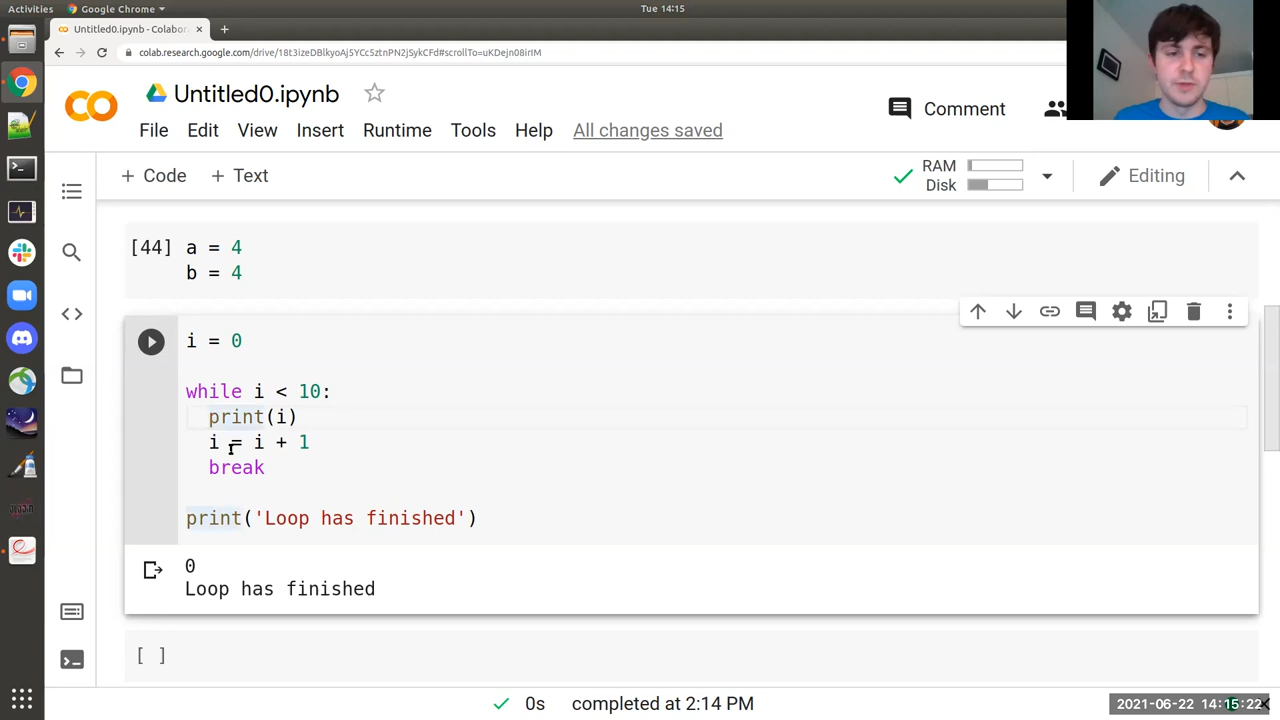 Activities
Google Chrome
Tue 14:15
Untitled0.ipynb - Colabor
colab.research.google.com/drive/18t3izeDBlkyoAj5YCc5ztnPN2jSykCFd#scrollTo=uKDejn08irIM
Untitled0.ipynb
Comment
File Edit View Insert Runtime Tools Help All changes saved
+ Code + Text
RAM
Disk
Editing
[44] a = 4
b = 4
i = 0
while i < 10:
print(i)
i = i + 1
break
print('Loop has finished')
0
Loop has finished
[ ]
0s completed at 2:14 PM
2021-06-22 14:15:22